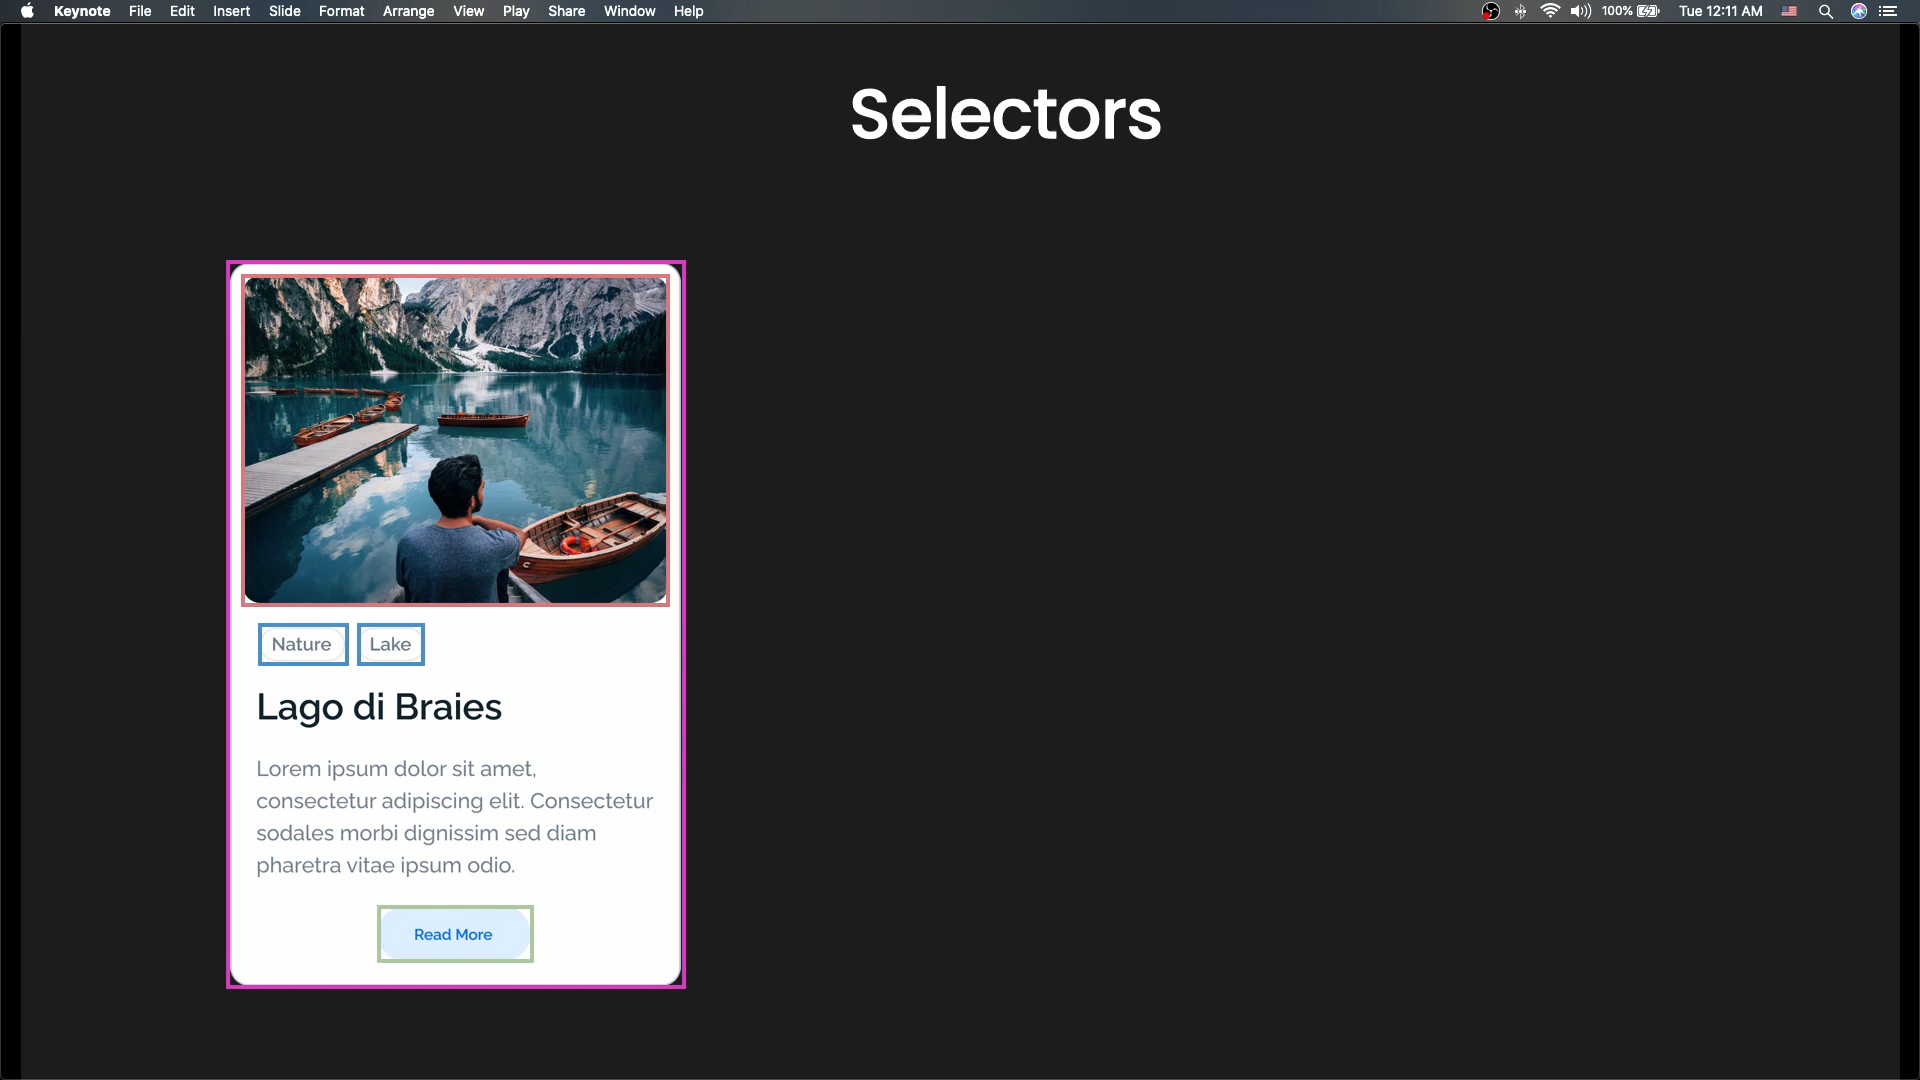 Keynote File Edit Insert Slide Format Arrange View Play Share Window Help 100% Tue 12:11 AM
Selectors
Nature Lake
Lago di Braies
Lorem ipsum dolor sit amet,
consectetur adipiscing elit. Consectetur
sodales morbi dignissim sed diam
pharetra vitae ipsum odio.
Read More